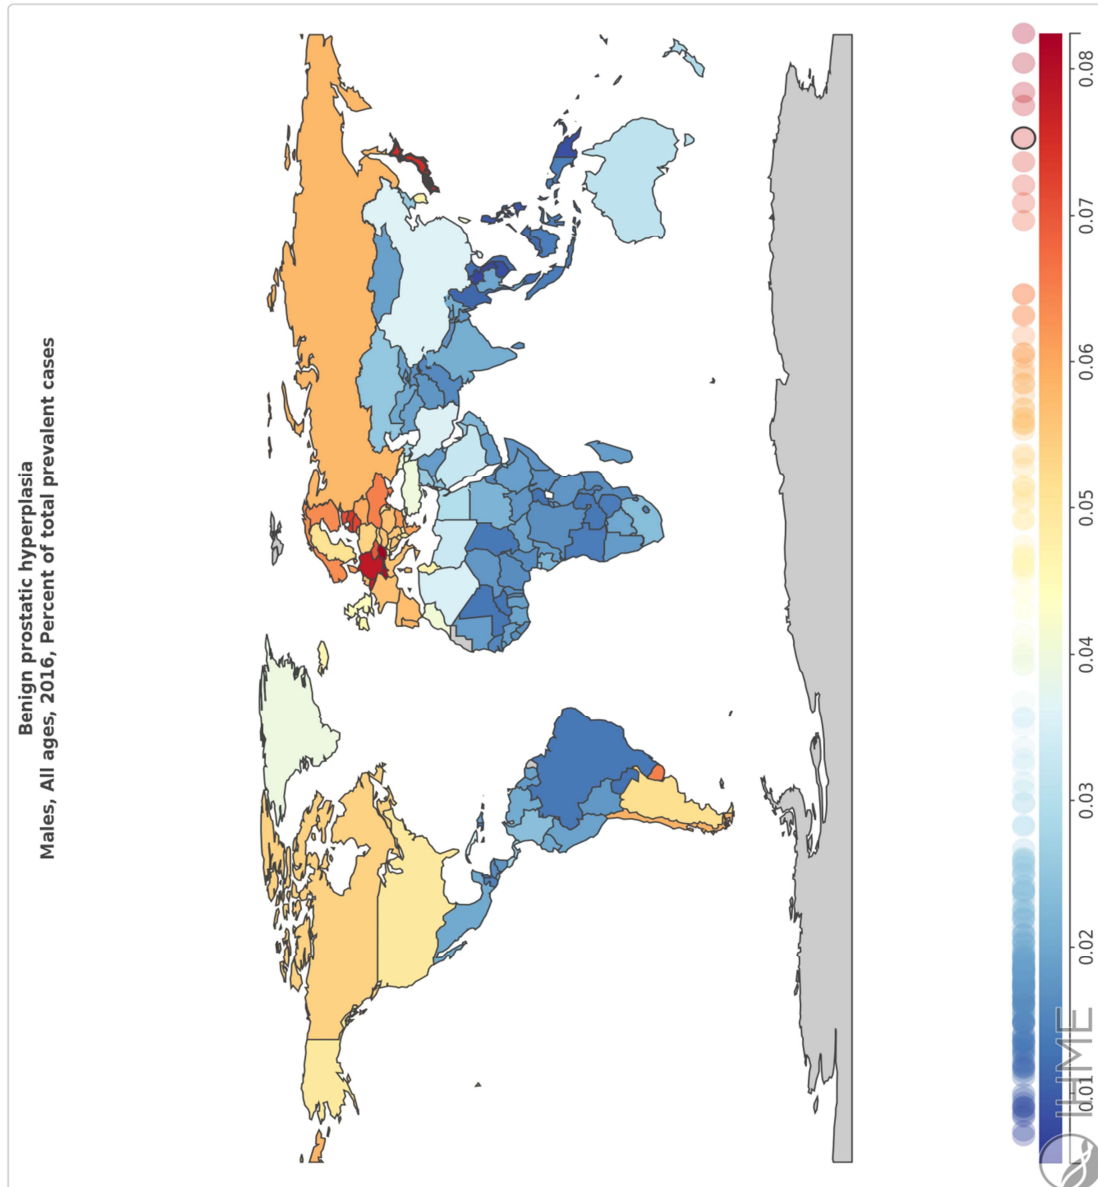 Benign prostatic hyperplasia
Males, All ages, 2016, Percent of total prevalent cases
0.01
0.02
0.03
0.04
0.05
0.06
0.07
0.08
IHME